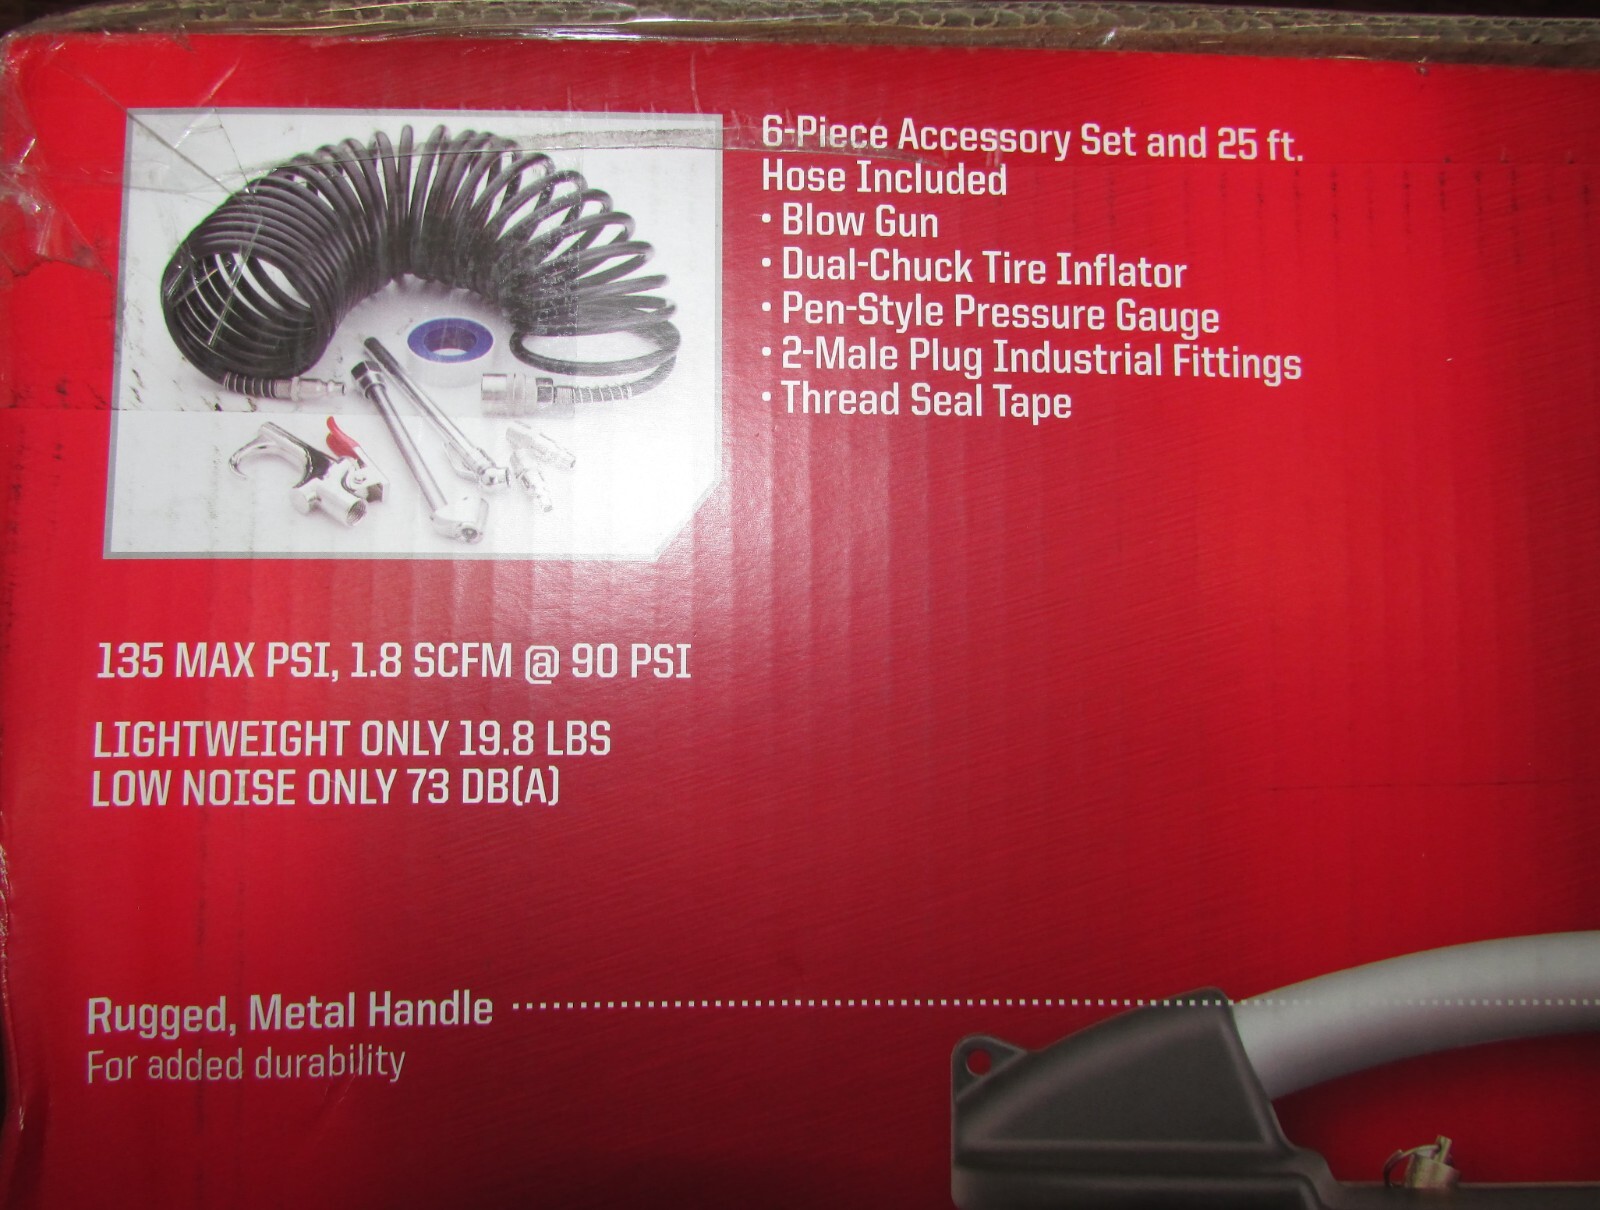 6-Piece Accessory Set and 25 ft.
Hose Included
• Blow Gun
• Dual-Chuck Tire Inflator
• Pen-Style Pressure Gauge
• 2-Male Plug Industrial Fittings
• Thread Seal Tape
135 MAX PSI, 1.8 SCFM @ 90 PSI
LIGHTWEIGHT ONLY 19.8 LBS
LOW NOISE ONLY 73 DB(A)
Rugged, Metal Handle
For added durability